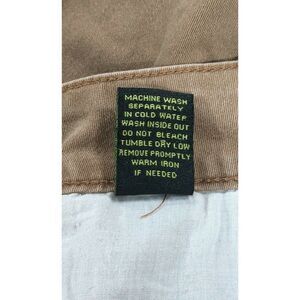 MACHINE WASH
SEPARATELY
IN COLD WATER
WASH INSIDE OUT
DO NOT BLEACH
TUMBLE DRY LOW
REMOVE PROMPTLY
WARM IRON
IF NEEDED